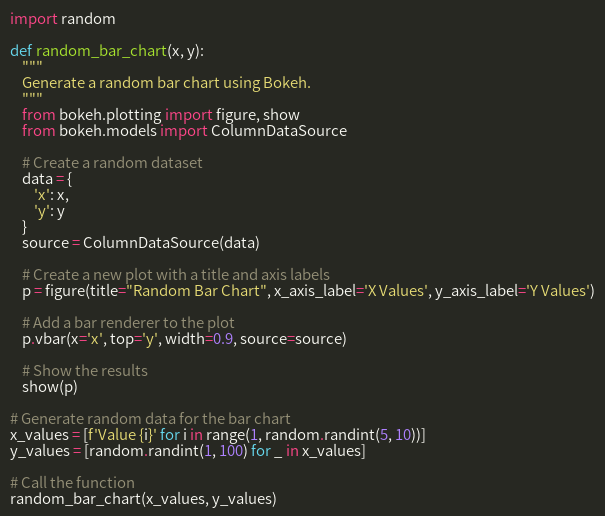 import random
def random_bar_chart(x, y):
"""
Generate a random bar chart using Bokeh.
"""
from bokeh.plotting import figure, show
from bokeh.models import ColumnDataSource
# Create a random dataset
data = {
'x': x,
'y': y
}
source = ColumnDataSource(data)
# Create a new plot with a title and axis labels
p = figure(title="Random Bar Chart", x_axis_label='X Values', y_axis_label='Y Values')
# Add a bar renderer to the plot
p.vbar(x='x', top='y', width=0.9, source=source)
# Show the results
show(p)
# Generate random data for the bar chart
x_values = [f'Value {i}' for i in range(1, random.randint(5, 10))]
y_values = [random.randint(1, 100) for _ in x_values]
# Call the function
random_bar_chart(x_values, y_values)